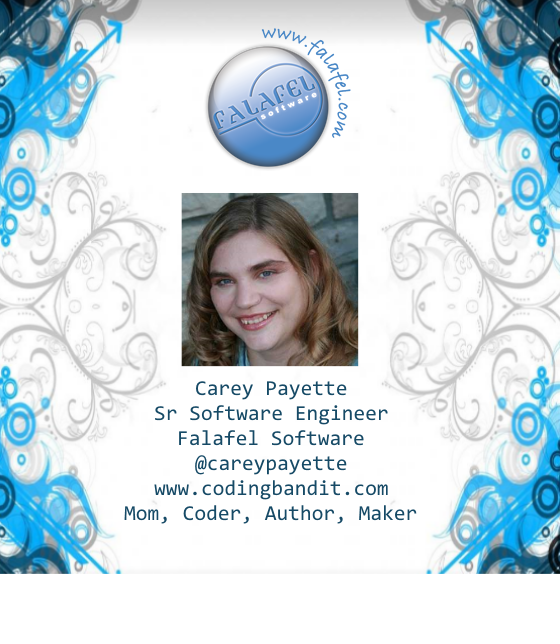 www.falafel.com
FALAFEL
software
Carey Payette
Sr Software Engineer
Falafel Software
@careypayette
www.codingbandit.com
Mom, Coder, Author, Maker